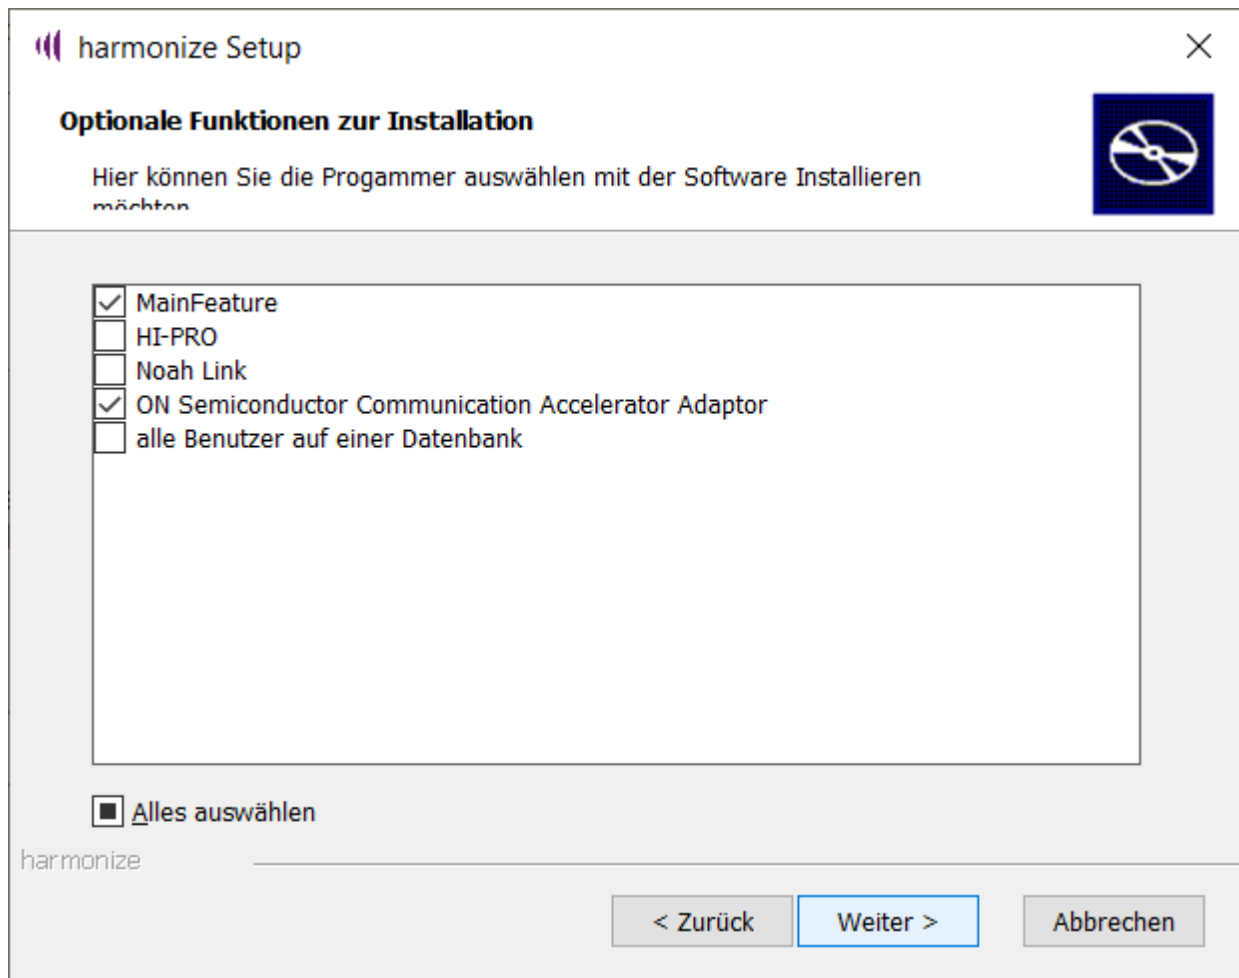 harmonize Setup
Optionale Funktionen zur Installation
Hier können Sie die Progammer auswählen mit der Software Installieren
möchten
MainFeature
HI-PRO
Noah Link
ON Semiconductor Communication Accelerator Adaptor
alle Benutzer auf einer Datenbank
Alles auswählen
harmonize
< Zurück
Weiter >
Abbrechen